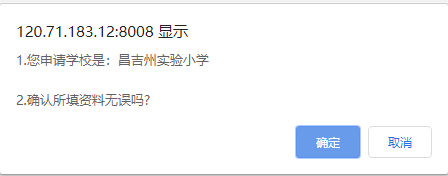 120.71.183.12:8008 显示
1.您申请学校是：昌吉州实验小学
2.确认所填资料无误吗?
确定
取消